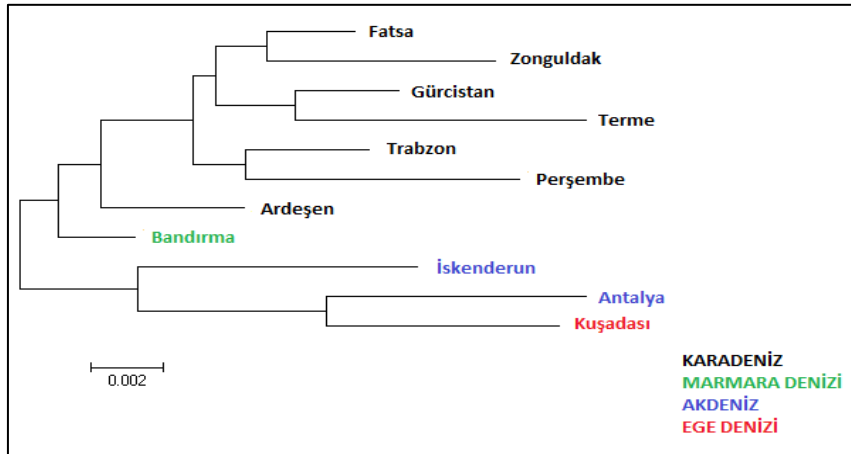 Fatsa
Zonguldak
Gürcistan
Terme
Trabzon
Perşembe
Ardeşen
Bandırma
İskenderun
Antalya
Kuşadası
0.002
KARADENİZ
MARMARA DENİZİ
AKDENİZ
EGE DENİZİ